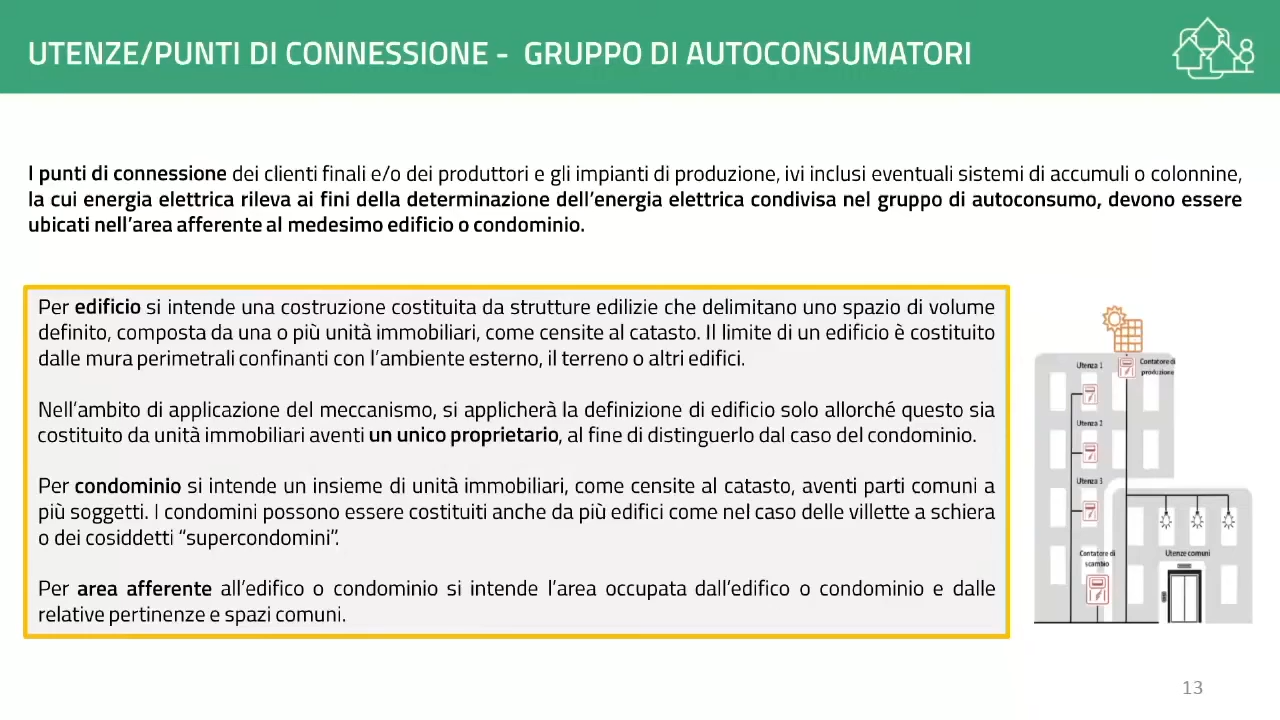 UTENZE/PUNTI DI CONNESSIONE - GRUPPO DI AUTOCONSUMATORI
I punti di connessione dei clienti finali e/o dei produttori e gli impianti di produzione, ivi inclusi eventuali sistemi di accumuli o colonnine,
la cui energia elettrica rileva ai fini della determinazione dell'energia elettrica condivisa nel gruppo di autoconsumo, devono essere
ubicati nell'area afferente al medesimo edificio o condominio.
Per edificio si intende una costruzione costituita da strutture edilizie che delimitano uno spazio di volume
definito, composta da una o più unità immobiliari, come censite al catasto. Il limite di un edificio è costituito
dalle mura perimetrali confinanti con l'ambiente esterno, il terreno o altri edifici.
Nell'ambito di applicazione del meccanismo, si applicherà la definizione di edificio solo allorché questo sia
costituito da unità immobiliari aventi un unico proprietario, al fine di distinguerlo dal caso del condominio.
Per condominio si intende un insieme di unità immobiliari, come censite al catasto, aventi parti comuni a
più soggetti. I condomini possono essere costituiti anche da più edifici come nel caso delle villette a schiera
o dei cosiddetti "supercondomini".
Per area afferente all'edifico o condominio si intende l'area occupata dall'edifico o condominio e dalle
relative pertinenze e spazi comuni.
Utenza 1
Contatore di
produzione
Utenza 2
Utenza 3
Contatore di
scambio
Utenze comuni
13